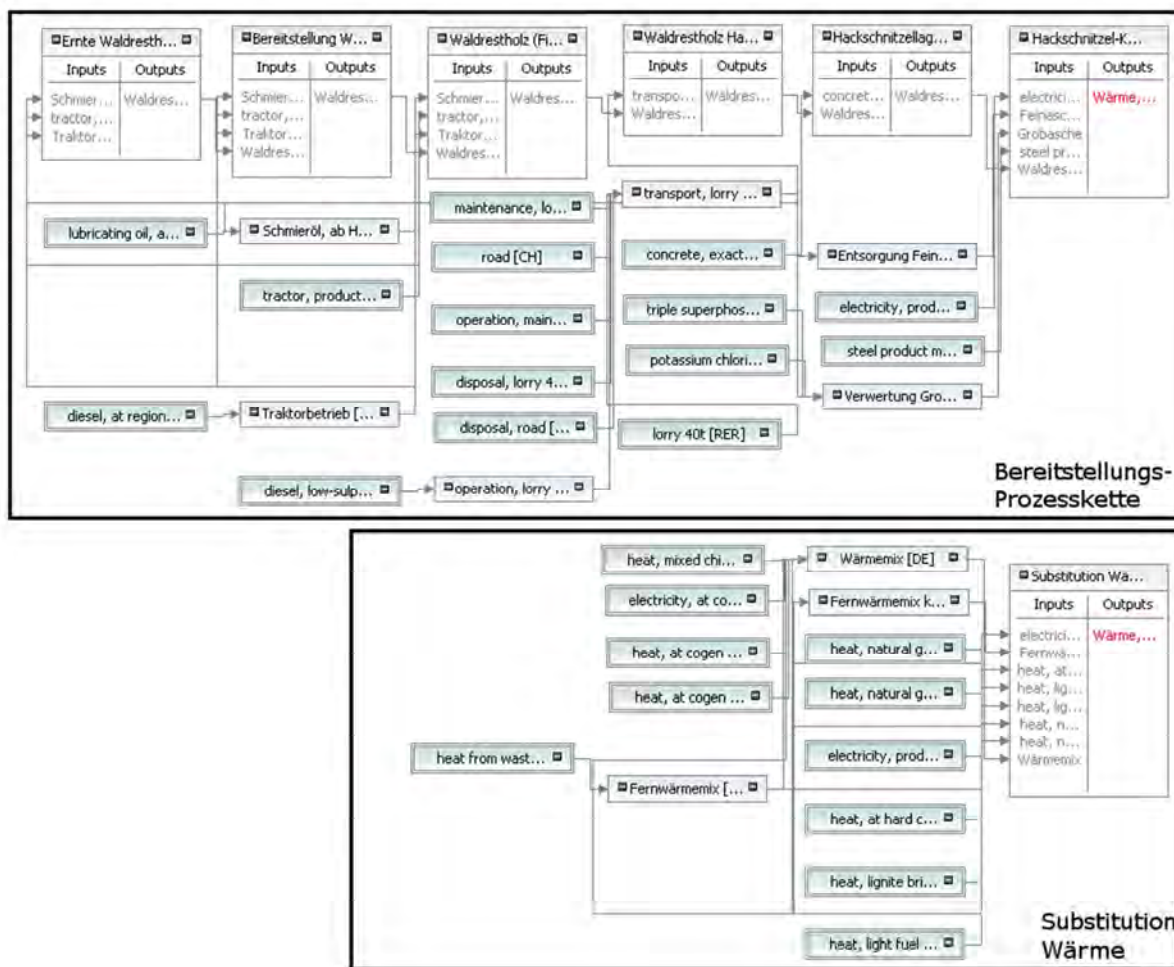 Ernte Waldresth...
Inputs Outputs
Schmier... Waldres...
tractor,...
Traktor...
Bereitstellung W...
Inputs Outputs
Schmier... Waldres...
tractor,...
Traktor...
Waldres...
Waldrestholz (Fi...
Inputs Outputs
Schmier... Waldres...
tractor,...
Traktor...
Waldres...
Waldrestholz Ha...
Inputs Outputs
transpo... Waldres...
Waldres...
Hackschnitzellag...
Inputs Outputs
concret... Waldres...
Waldres...
Hackschnitzel-K...
Inputs Outputs
electrici... Wärme,...
Feinasc...
Grobasche
steel pr...
Waldres...
lubricating oil, a...
Schmieröl, ab H...
tractor, product...
diesel, at region...
Traktorbetrieb [...
diesel, low-sulp...
maintenance, lo...
road [CH]
operation, main...
disposal, lorry 4...
disposal, road [...
operation, lorry ...
transport, lorry ...
concrete, exact...
triple superphos...
potassium chlori...
lorry 40t [RER]
Entsorgung Fein...
electricity, prod...
steel product m...
Verwertung Gro...
Bereitstellungs-
Prozesskette
heat, mixed chi...
electricity, at co...
heat, at cogen ...
heat, at cogen ...
heat from wast...
Fernwärmemix [...
Wärmemix [DE]
Fernwärmemix k...
heat, natural g...
heat, natural g...
electricity, prod...
heat, at hard c...
heat, lignite bri...
heat, light fuel ...
Substitution Wa...
Inputs Outputs
electrici... Wärme,...
Fernwä...
heat, at...
heat, lig...
heat, lig...
heat, n...
heat, n...
Wärmemix
Substitution
Wärme